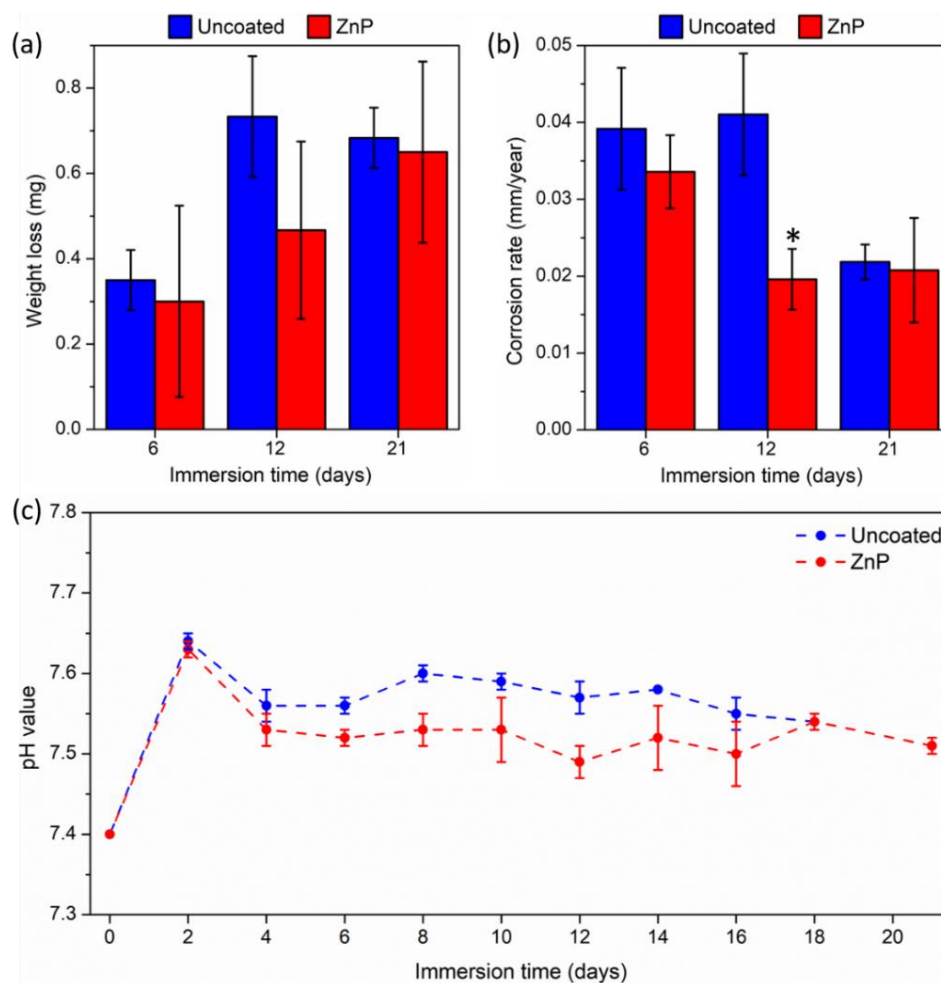 (a)
Uncoated ZnP
Weight loss (mg)
0.8
0.6
0.4
0.2
0.0
6 12 21
Immersion time (days)
(b)
Uncoated ZnP
Corrosion rate (mm/year)
0.05
0.04
0.03
0.02
0.01
0.00
*
6 12 21
Immersion time (days)
(c)
Uncoated
ZnP
pH value
7.8
7.7
7.6
7.5
7.4
7.3
0 2 4 6 8 10 12 14 16 18 20
Immersion time (days)